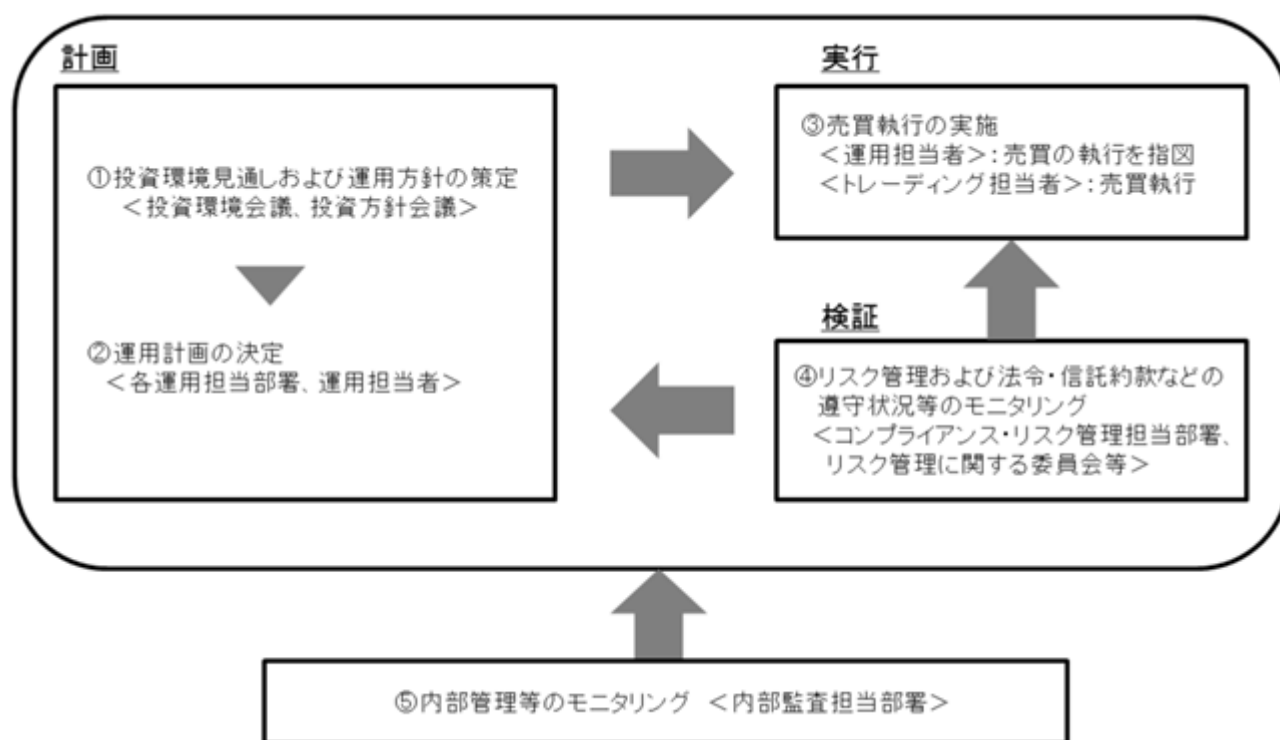 計画
①投資環境見通しおよび運用方針の策定
＜投資環境会議、投資方針会議＞
②運用計画の決定
＜各運用担当部署、運用担当者＞
実行
③売買執行の実施
＜運用担当者＞：売買の執行を指図
＜トレーディング担当者＞：売買執行
検証
④リスク管理および法令・信託約款などの
遵守状況等のモニタリング
＜コンプライアンス・リスク管理担当部署、
リスク管理に関する委員会等＞
⑤内部管理等のモニタリング ＜内部監査担当部署＞